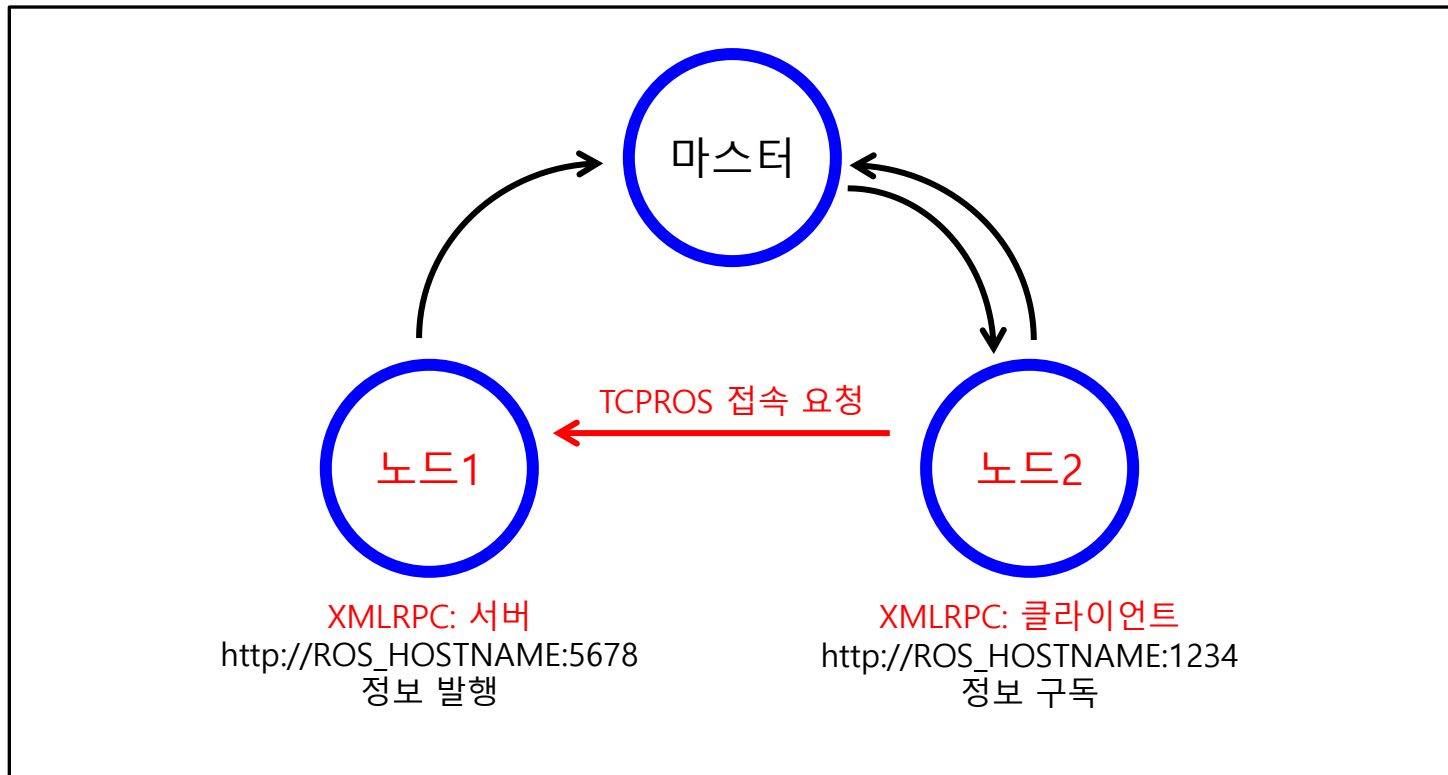 마스터
TCPROS 접속 요청
노드1
노드2
XMLRPC: 서버
http://ROS_HOSTNAME:5678
정보 발행
XMLRPC: 클라이언트
http://ROS_HOSTNAME:1234
정보 구독